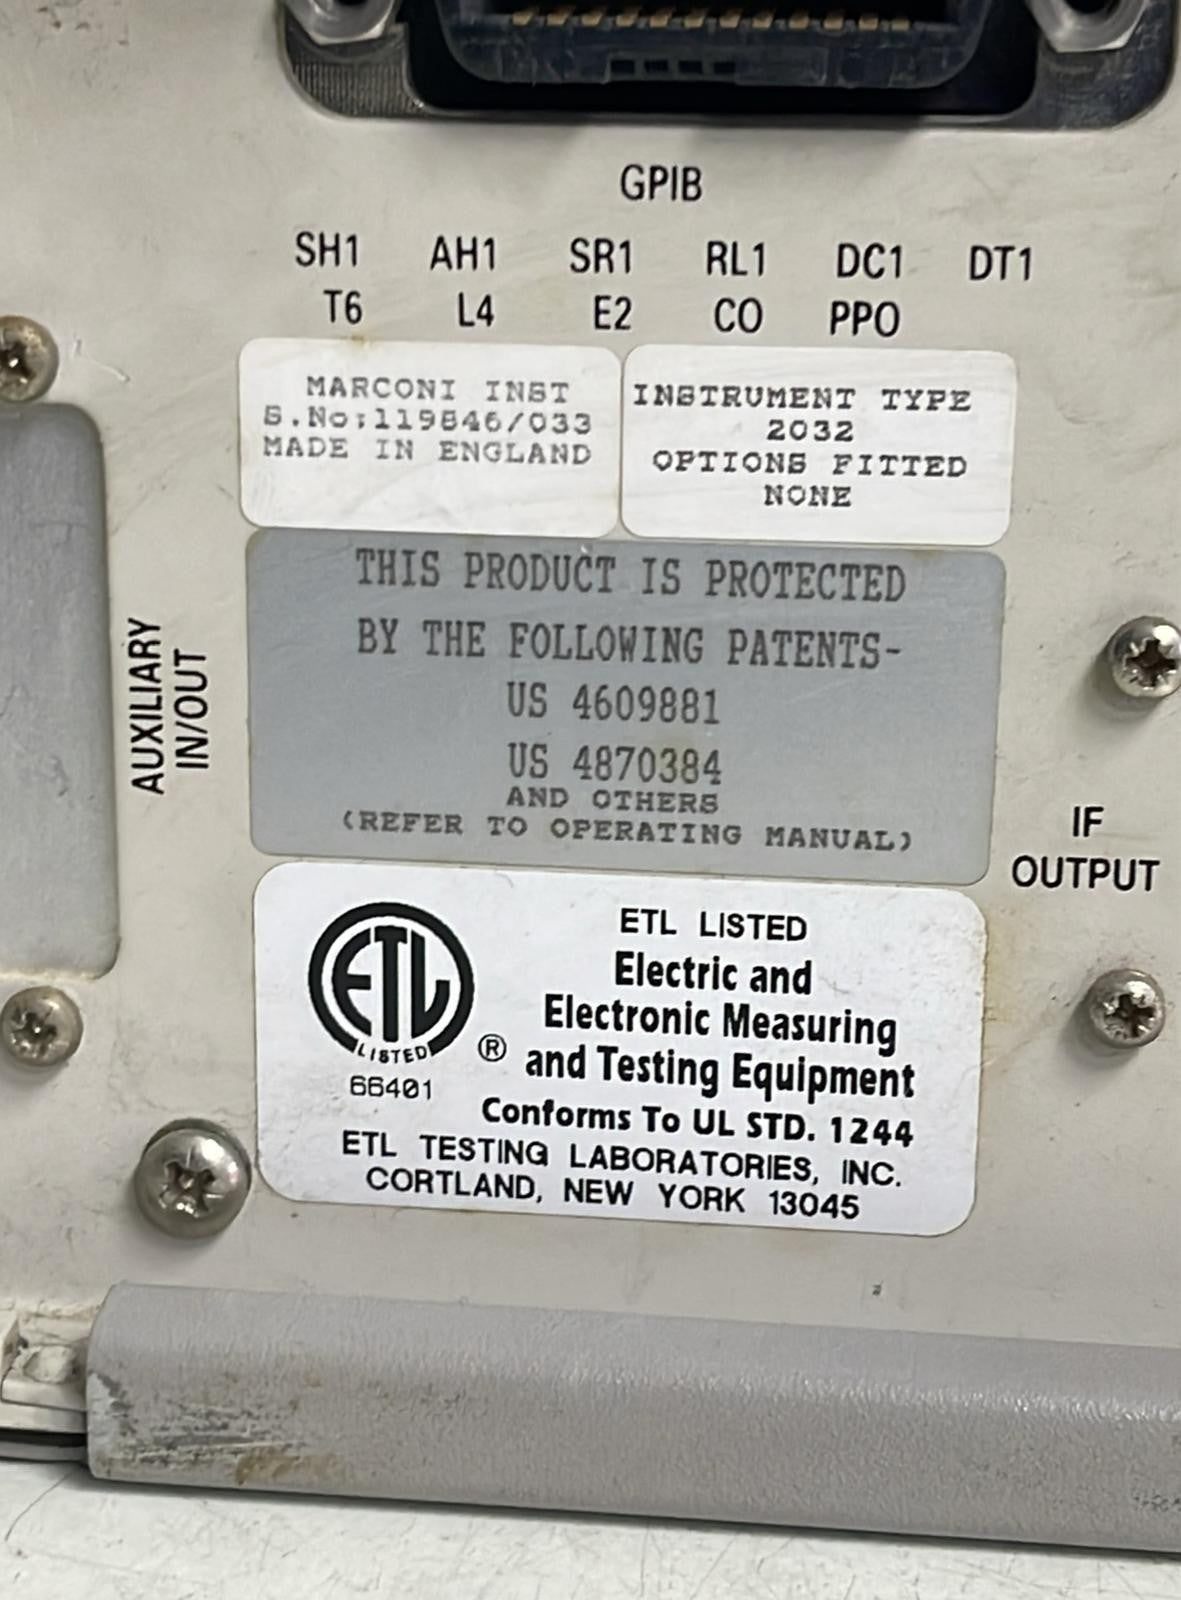 GPIB
SH1 AH1 SR1 RL1 DC1 DT1
T6 L4 E2 C0 PP0
MARCONI INST
S.No:119846/033
MADE IN ENGLAND
INSTRUMENT TYPE
2032
OPTIONS FITTED
NONE
AUXILIARY
IN/OUT
THIS PRODUCT IS PROTECTED
BY THE FOLLOWING PATENTS-
US 4609881
US 4870384
AND OTHERS
(REFER TO OPERATING MANUAL)
IF
OUTPUT
ETL
LISTED
®
66401
ETL LISTED
Electric and
Electronic Measuring
and Testing Equipment
Conforms To UL STD. 1244
ETL TESTING LABORATORIES, INC.
CORTLAND, NEW YORK 13045